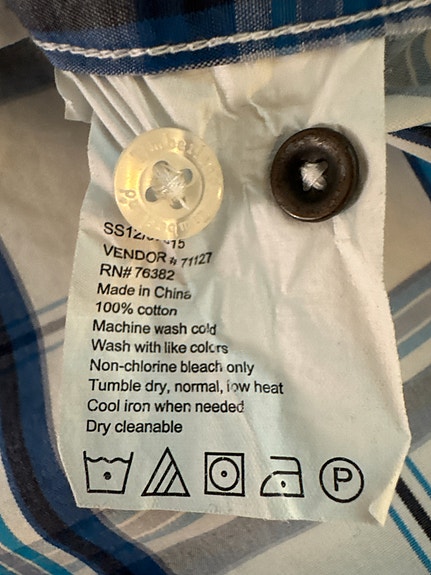 VENDOR # 71127
RN# 76382
Made in China
100% cotton
Machine wash cold
Wash with like colors
Non-chlorine bleach only
Tumble dry, normal, low heat
Cool iron when needed
Dry cleanable
P